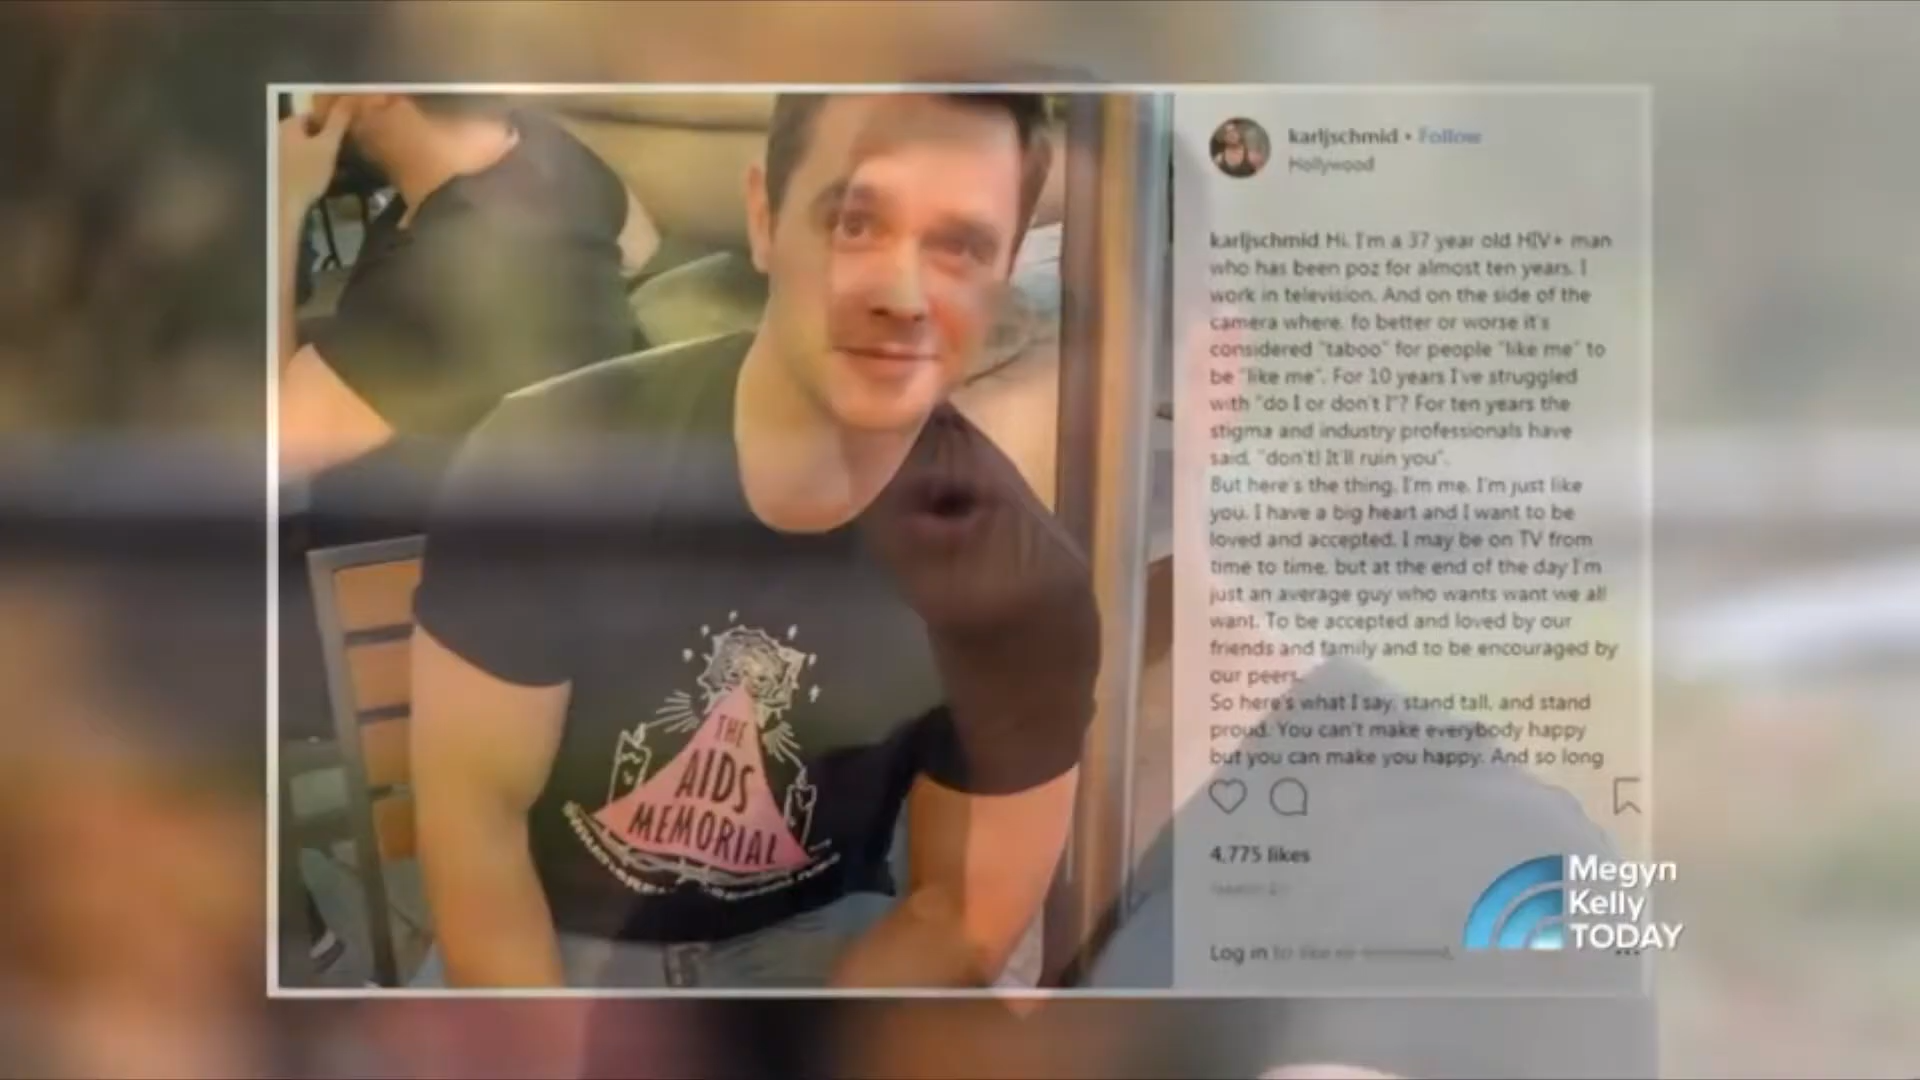 karljschmid • Follow
Hollywood
karljschmid Hi. I'm a 37 year old HIV+ man
who has been poz for almost ten years. I
work in television. And on the side of the
camera where, fo better or worse it's
considered "taboo" for people "like me" to
be "like me". For 10 years I've struggled
with "do I or don't I"? For ten years the
stigma and industry professionals have
said, "don't! It'll ruin you".
But here's the thing, I'm me. I'm just like
you. I have a big heart and I want to be
loved and accepted. I may be on TV from
time to time, but at the end of the day I'm
just an average guy who wants want we all
want. To be accepted and loved by our
friends and family and to be encouraged by
our peers.
So here's what I say, stand tall, and stand
proud. You can't make everybody happy
but you can make you happy. And so long
4,775 likes
Log in to like or comment.
THE
AIDS
MEMORIAL
Megyn
Kelly
TODAY